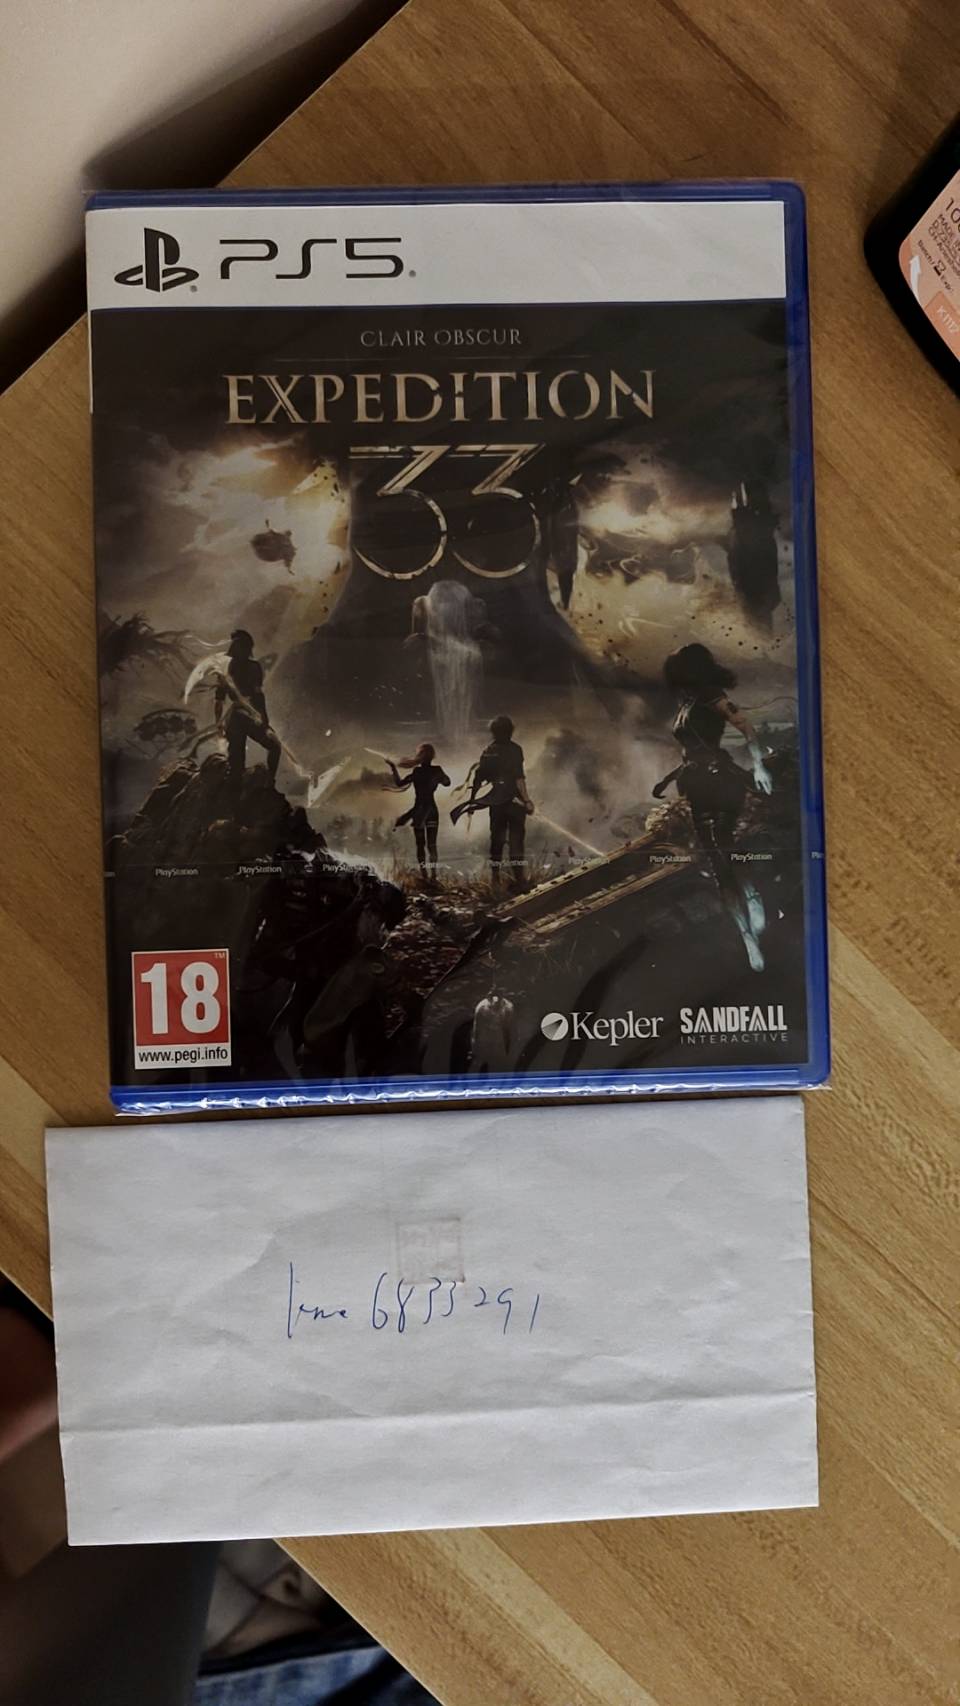 PS5
CLAIR OBSCUR
EXPEDITION
33
PlayStation PlayStation PlayStation PlayStation PlayStation PlayStation PlayStation PlayStation
18
www.pegi.info
Kepler SANDFALL
INTERACTIVE
6833291